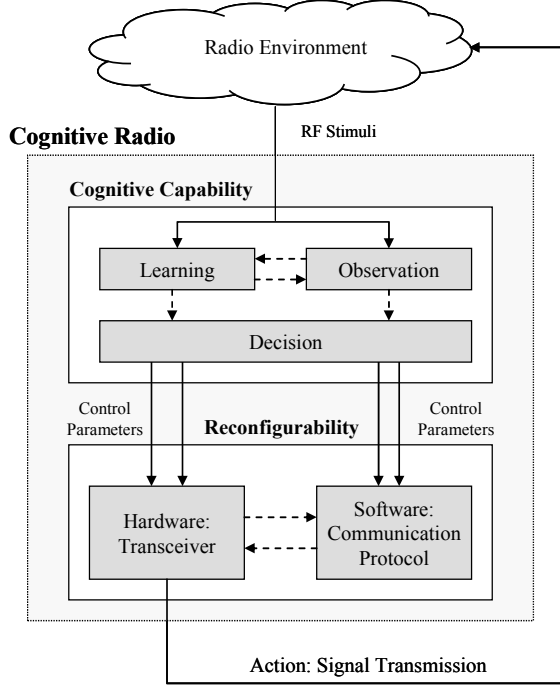 Radio Environment
RF Stimuli
Cognitive Radio
Cognitive Capability
Learning
Observation
Decision
Control
Parameters
Control
Parameters
Reconfigurability
Hardware:
Transceiver
Software:
Communication
Protocol
Action: Signal Transmission